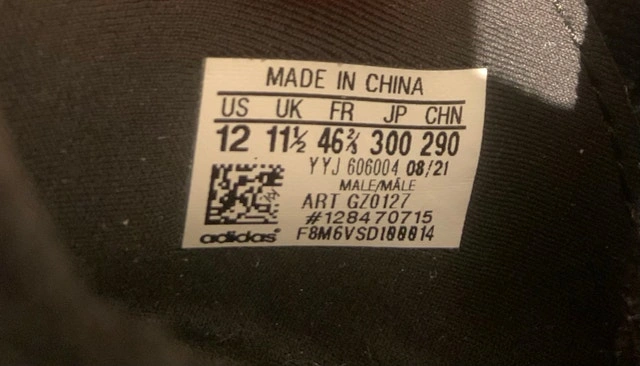 MADE IN CHINA
US UK FR JP CHN
12 11½ 46⅔ 300 290
YYJ 606004 08/21
MALE/MÂLE
ART GZ0127
#128470715
adidas® F8M6VSDI00014